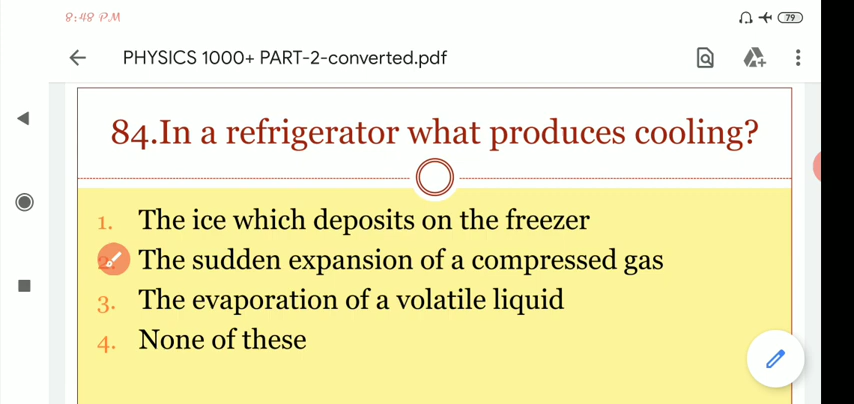 8:48 PM
79
PHYSICS 1000+ PART-2-converted.pdf
84.In a refrigerator what produces cooling?
1. The ice which deposits on the freezer
2. The sudden expansion of a compressed gas
3. The evaporation of a volatile liquid
4. None of these